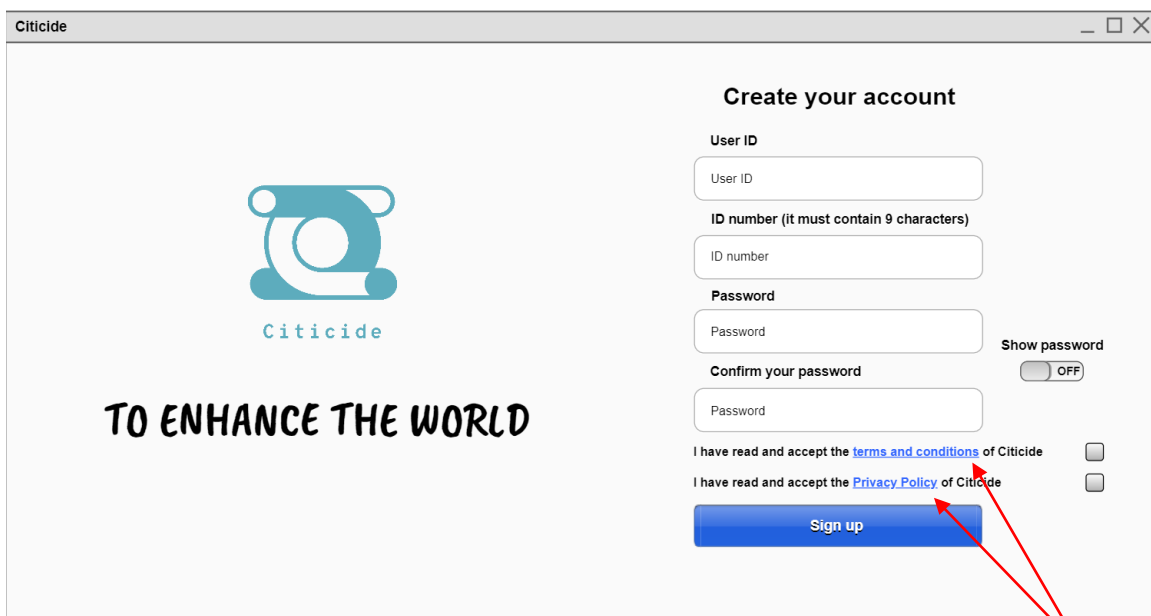 Citicide
Citicide
TO ENHANCE THE WORLD
Create your account
User ID
User ID
ID number (it must contain 9 characters)
ID number
Password
Password
Show password
OFF
Confirm your password
Password
I have read and accept the terms and conditions of Citicide
I have read and accept the Privacy Policy of Citicide
Sign up